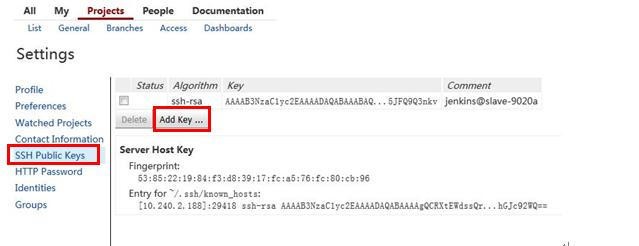 All My Projects People Documentation
List General Branches Access Dashboards
Settings
Profile
Preferences
Watched Projects
Contact Information
SSH Public Keys
HTTP Password
Identities
Groups
Status Algorithm Key Comment
ssh-rsa AAAAB3NzaC1yc2EAAAADAQABAAABAQ...5JFQ9Q3nkv jenkins@slave-9020a
Delete Add Key ...
Server Host Key
Fingerprint:
53:85:22:19:84:f3:d8:39:17:fc:a5:76:fc:80:cb:96
Entry for ~/.ssh/known_hosts:
[10.240.2.188]:29418 ssh-rsa AAAAB3NzaC1yc2EAAAADAQABAAAAgQCRXtEWdssQr...hGJc92WQ==